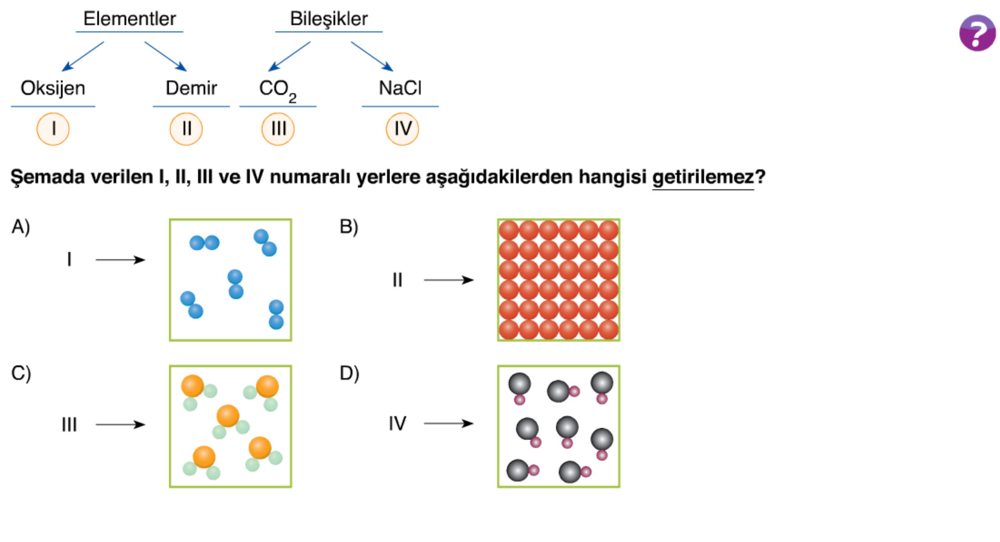 Elementler Bileşikler
Oksijen Demir CO₂ NaCl
I II III IV
Şemada verilen I, II, III ve IV numaralı yerlere aşağıdakilerden hangisi getirilemez?
A) B)
I II
C) D)
III IV
?